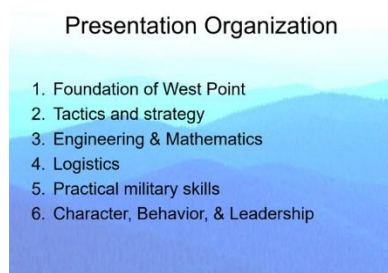 Presentation Organization
1. Foundation of West Point
2. Tactics and strategy
3. Engineering & Mathematics
4. Logistics
5. Practical military skills
6. Character, Behavior, & Leadership